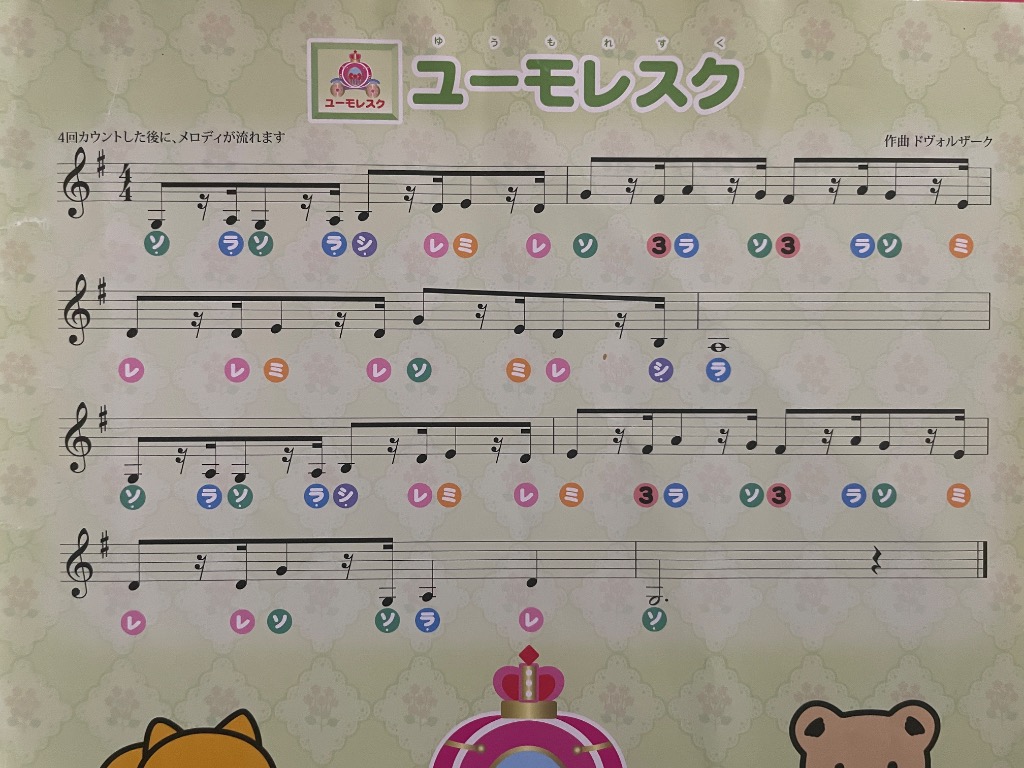 ゆうもれすく
ユーモレスク
ユーモレスク
4回カウントした後に、メロディが流れます
作曲 ドヴォルザーク
4 4
ソ ラ ソ ラ シ レ ミ レ ソ 3 ラ ソ 3 ラ ソ ミ
レ レ ミ レ ソ ミ レ シ ラ
ソ ラ ソ ラ シ レ ミ レ ミ 3 ラ ソ 3 ラ ソ ミ
レ レ ソ ソ ラ レ ソ